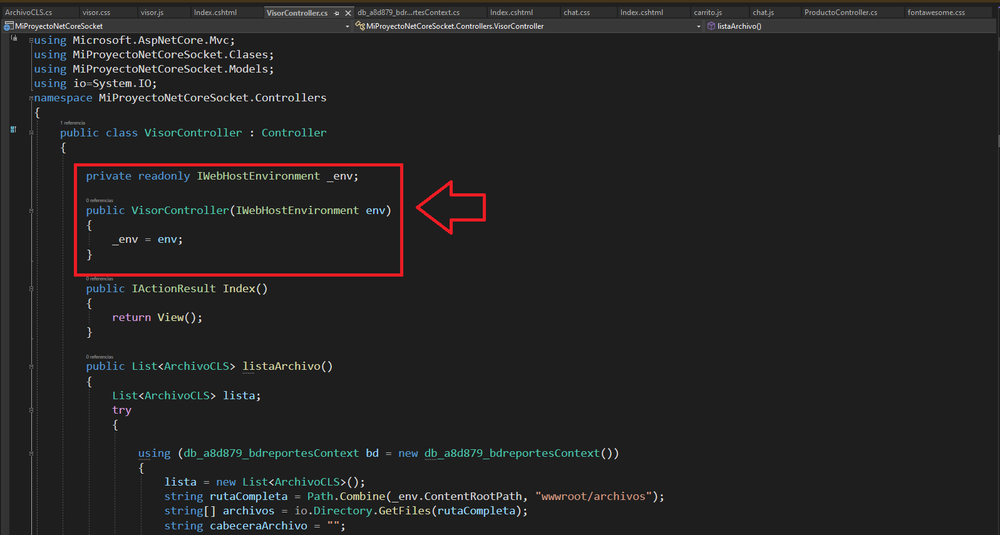 ArchivoCLS.cs visor.css visor.js Index.cshtml VisorController.cs db_a8d879_bdr...rtesContext.cs Index.cshtml chat.css Index.cshtml carrito.js chat.js ProductoController.cs fontawesome.css
MiProyectoNetCoreSocket MiProyectoNetCoreSocket.Controllers.VisorController listaArchivo()
using Microsoft.AspNetCore.Mvc;
using MiProyectoNetCoreSocket.Clases;
using MiProyectoNetCoreSocket.Models;
using io=System.IO;
namespace MiProyectoNetCoreSocket.Controllers
{
1 referencia
public class VisorController : Controller
{
private readonly IWebHostEnvironment _env;
0 referencias
public VisorController(IWebHostEnvironment env)
{
_env = env;
}
0 referencias
public IActionResult Index()
{
return View();
}
0 referencias
public List<ArchivoCLS> listaArchivo()
{
List<ArchivoCLS> lista;
try
{
using (db_a8d879_bdreportesContext bd = new db_a8d879_bdreportesContext())
{
lista = new List<ArchivoCLS>();
string rutaCompleta = Path.Combine(_env.ContentRootPath, "wwwroot/archivos");
string[] archivos = io.Directory.GetFiles(rutaCompleta);
string cabeceraArchivo = "";